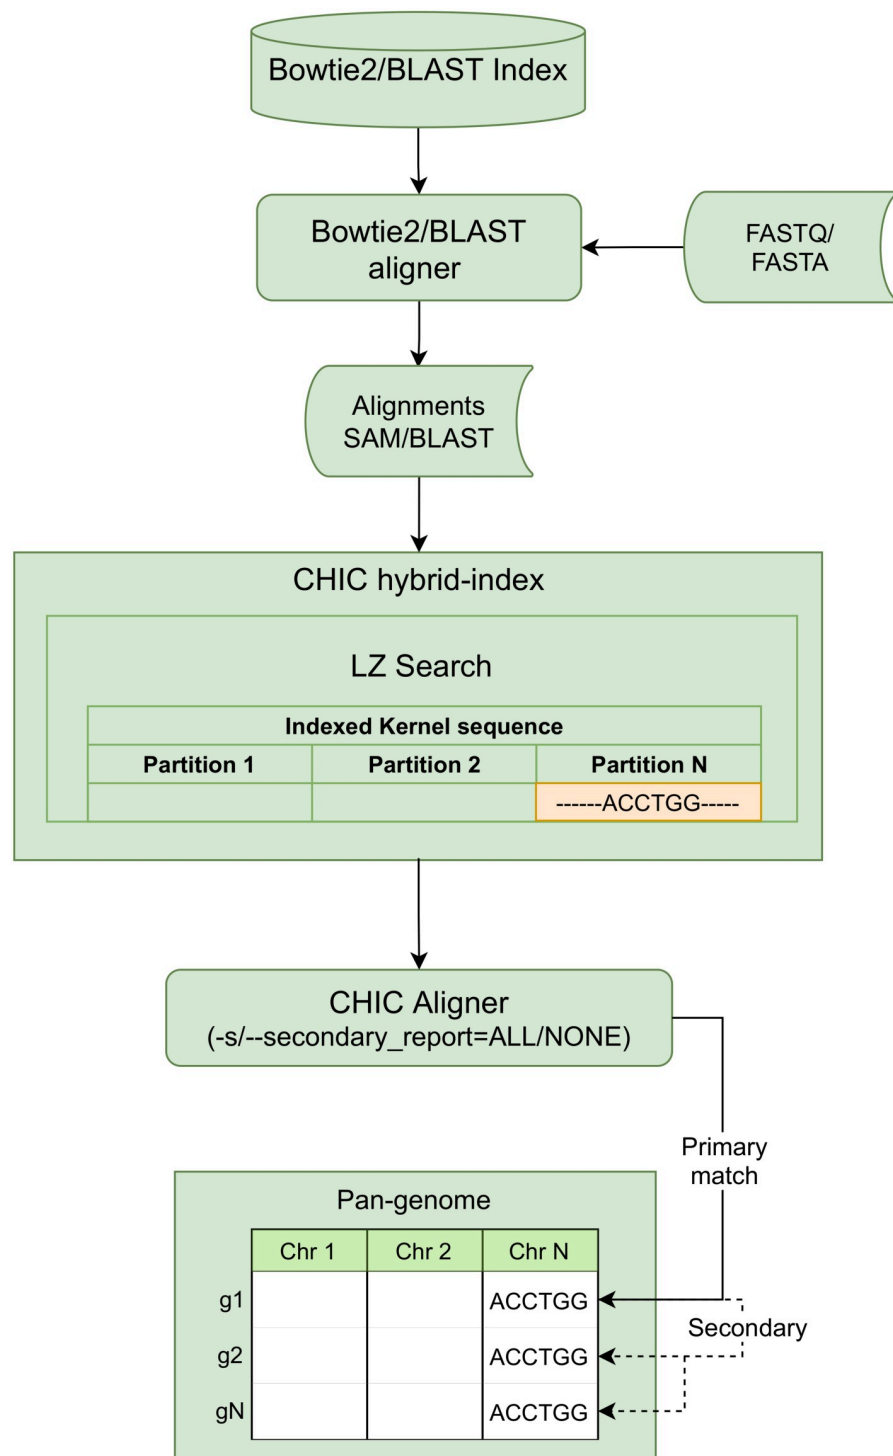 Bowtie2/BLAST Index
Bowtie2/BLAST
aligner
FASTQ/
FASTA
Alignments
SAM/BLAST
CHIC hybrid-index
LZ Search
Indexed Kernel sequence
Partition 1 Partition 2 Partition N
------ACCTGG-----
CHIC Aligner
(-s/--secondary_report=ALL/NONE)
Primary
match
Pan-genome
Chr 1 Chr 2 Chr N
g1 ACCTGG
Secondary
g2 ACCTGG
gN ACCTGG